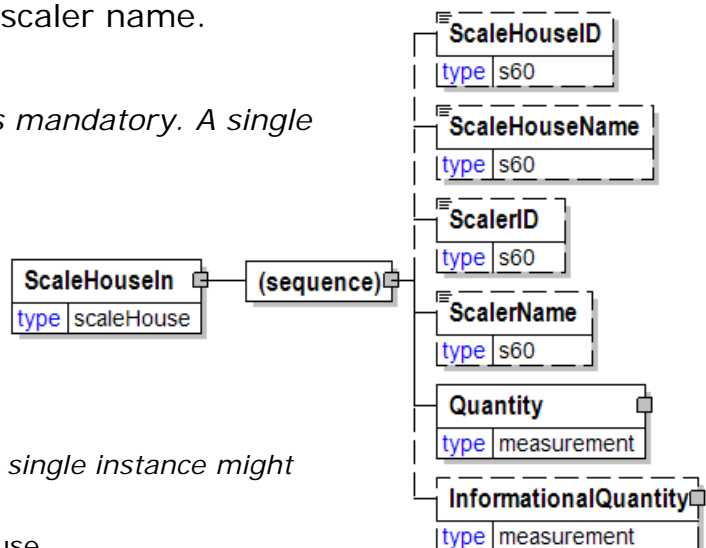 scaler name.
s mandatory. A single
single instance might
ScaleHouseIn
type scaleHouse
(sequence)
ScaleHouseID
type s60
ScaleHouseName
type s60
ScalerID
type s60
ScalerName
type s60
Quantity
type measurement
InformationalQuantity
type measurement